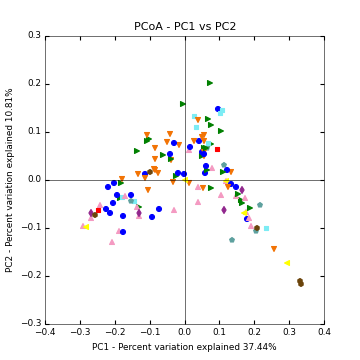 PCoA - PC1 vs PC2
0.3
0.2
0.1
0.0
−0.1
−0.2
−0.3
PC2 - Percent variation explained 10.81%
−0.4 −0.3 −0.2 −0.1 0.0 0.1 0.2 0.3 0.4
PC1 - Percent variation explained 37.44%